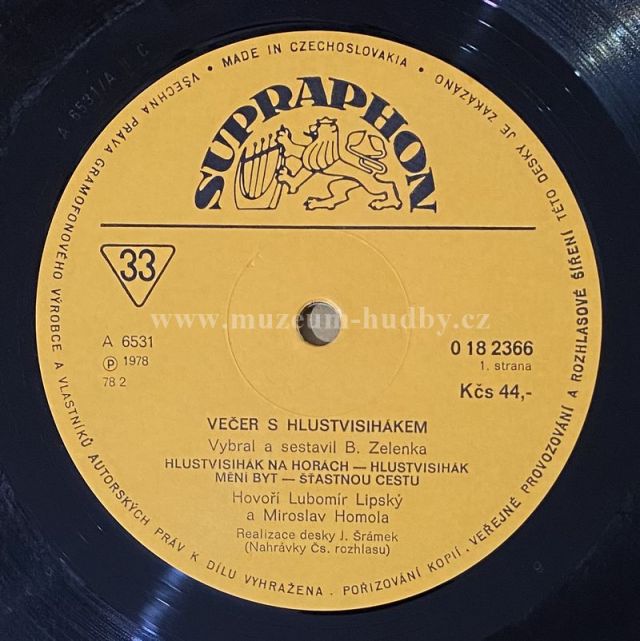 A 6531/A C
VŠECHNA PRÁVA GRAMOFONOVÉHO VÝROBCE A VLASTNÍKŮ AUTORSKÝCH PRÁV K DÍLU VYHRAŽENA . POŘIZOVÁNÍ KOPIÍ , VEŘEJNÉ PROVOZOVÁNÍ A ROZHLASOVÉ ŠÍŘENÍ TÉTO DESKY JE ZAKÁZÁNO • MADE IN CZECHOSLOVAKIA •
SUPRAPHON
33
www.muzeum-hudby.cz
A 6531
Ⓟ 1978
78 2
0 18 2366
1. strana
Kčs 44,-
VEČER S HLUSTVISIHÁKEM
Vybral a sestavil B. Zelenka
HLUSTVISIHÁK NA HORÁCH — HLUSTVISIHÁK
MĚNÍ BYT — ŠŤASTNOU CESTU
Hovoří Lubomír Lipský
a Miroslav Homola
Realizace desky J. Šrámek
(Nahrávky Čs. rozhlasu)